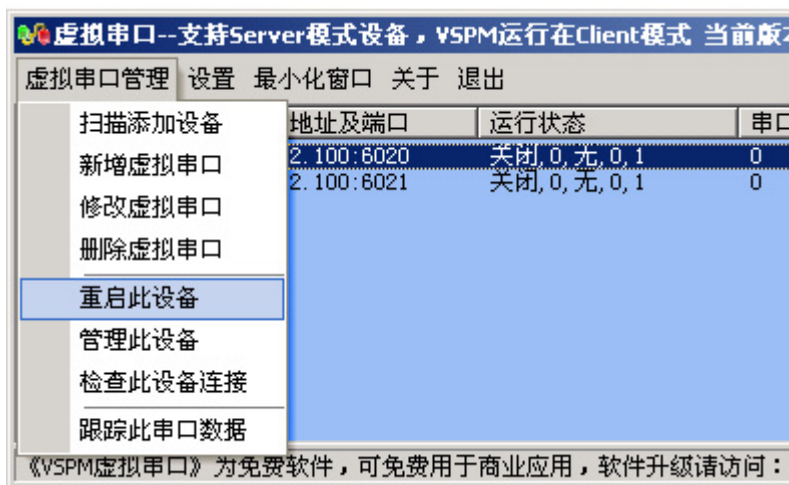 虚拟串口--支持Server模式设备，VSPM运行在Client模式 当前版
虚拟串口管理 设置 最小化窗口 关于 退出
地址及端口 运行状态 串口
2.100:6020 关闭,0,无,0,1 0
2.100:6021 关闭,0,无,0,1 0
扫描添加设备
新增虚拟串口
修改虚拟串口
删除虚拟串口
重启此设备
管理此设备
检查此设备连接
跟踪此串口数据
《VSPM虚拟串口》为免费软件，可免费用于商业应用，软件升级请访问：